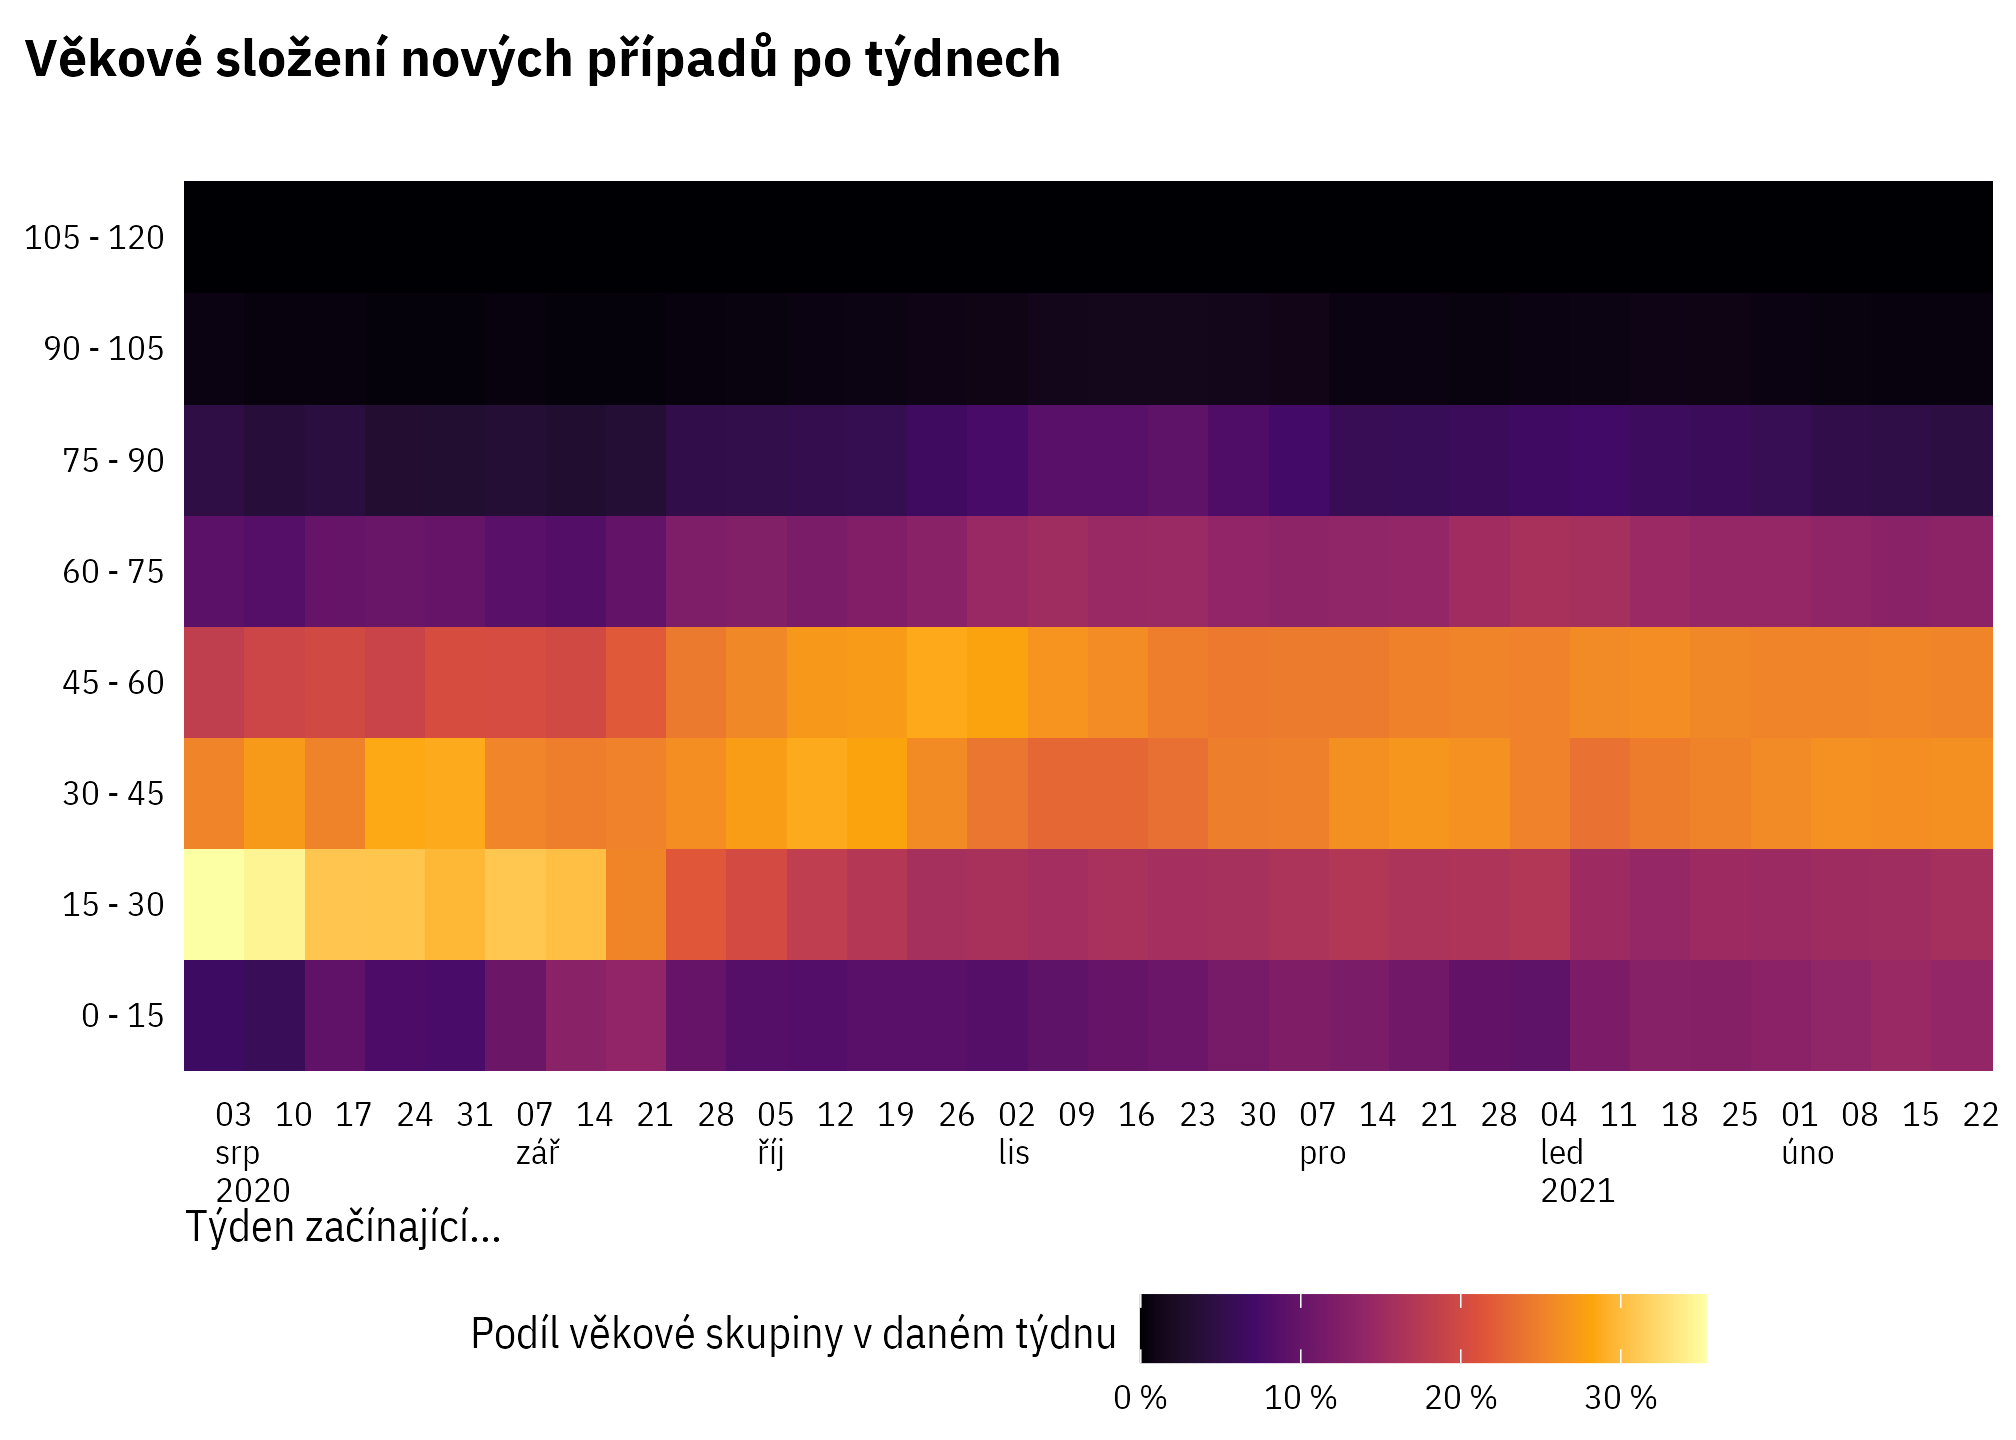 Věkové složení nových případů po týdnech
105 - 120
90 - 105
75 - 90
60 - 75
45 - 60
30 - 45
15 - 30
0 - 15
03 10 17 24 31 07 14 21 28 05 12 19 26 02 09 16 23 30 07 14 21 28 04 11 18 25 01 08 15 22
srp zář říj lis pro led úno
2020 2021
Týden začínající...
Podíl věkové skupiny v daném týdnu
0 % 10 % 20 % 30 %